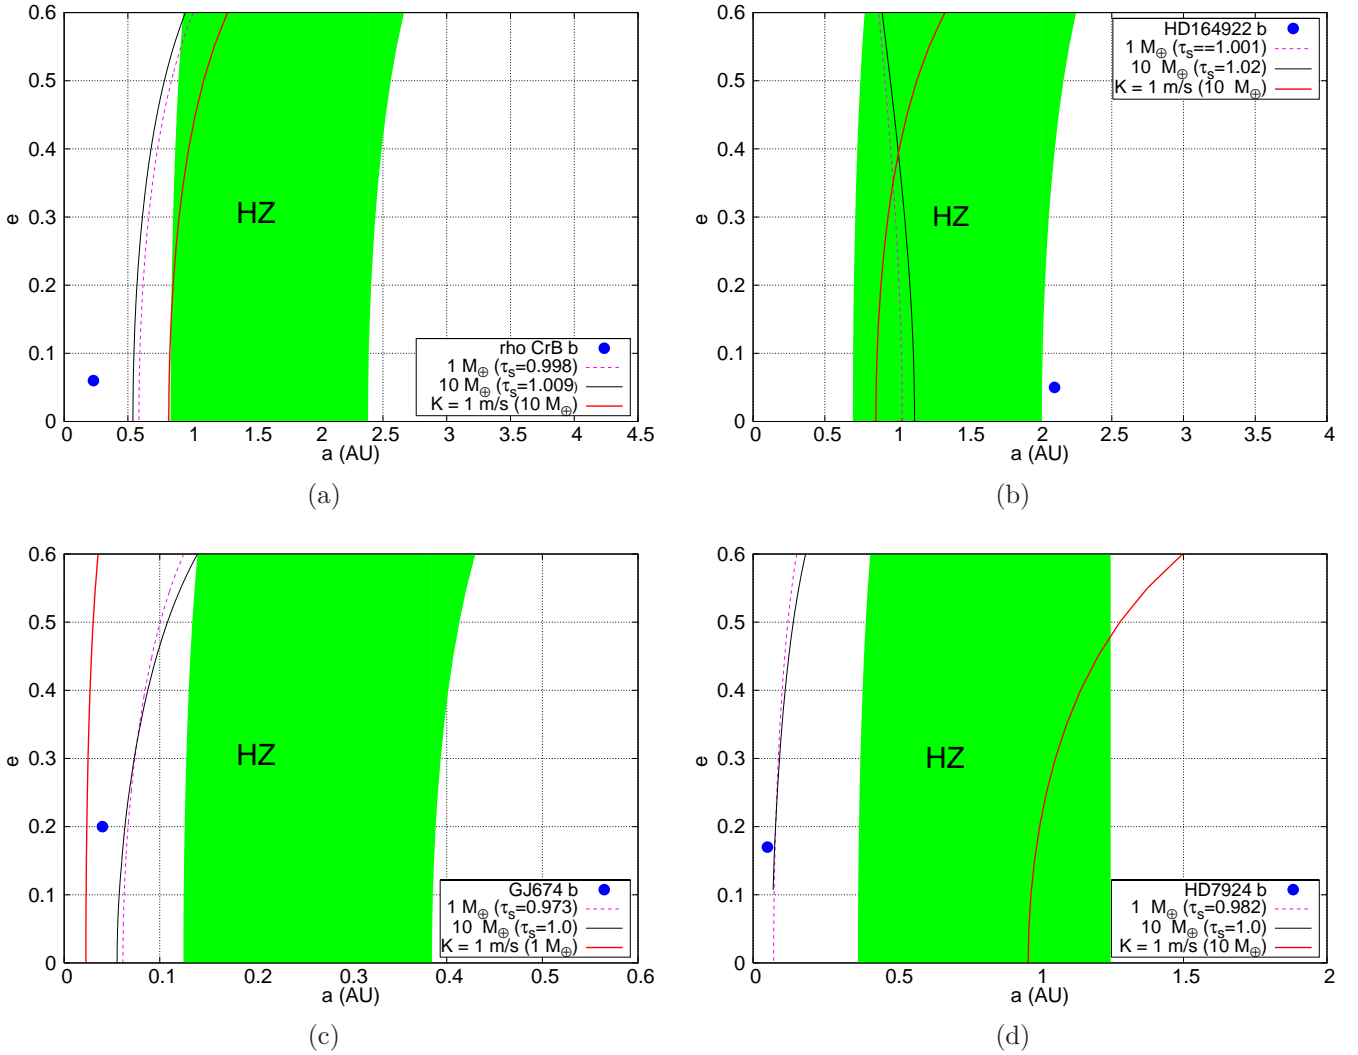 0.6
0.5
0.4
0.3
0.2
0.1
0
e
HZ
rho CrB b
1 M⊕ (τs=0.998)
10 M⊕ (τs=1.009)
K = 1 m/s (10 M⊕)
0 0.5 1 1.5 2 2.5 3 3.5 4 4.5
a (AU)
(a)
0.6
0.5
0.4
0.3
0.2
0.1
0
e
HD164922 b
1 M⊕ (τs==1.001)
10 M⊕ (τs=1.02)
K = 1 m/s (10 M⊕)
HZ
0 0.5 1 1.5 2 2.5 3 3.5 4
a (AU)
(b)
0.6
0.5
0.4
0.3
0.2
0.1
0
e
HZ
GJ674 b
1 M⊕ (τs=0.973)
10 M⊕ (τs=1.0)
K = 1 m/s (1 M⊕)
0 0.1 0.2 0.3 0.4 0.5 0.6
a (AU)
(c)
0.6
0.5
0.4
0.3
0.2
0.1
0
e
HZ
HD7924 b
1 M⊕ (τs=0.982)
10 M⊕ (τs=1.0)
K = 1 m/s (10 M⊕)
0 0.5 1 1.5 2
a (AU)
(d)